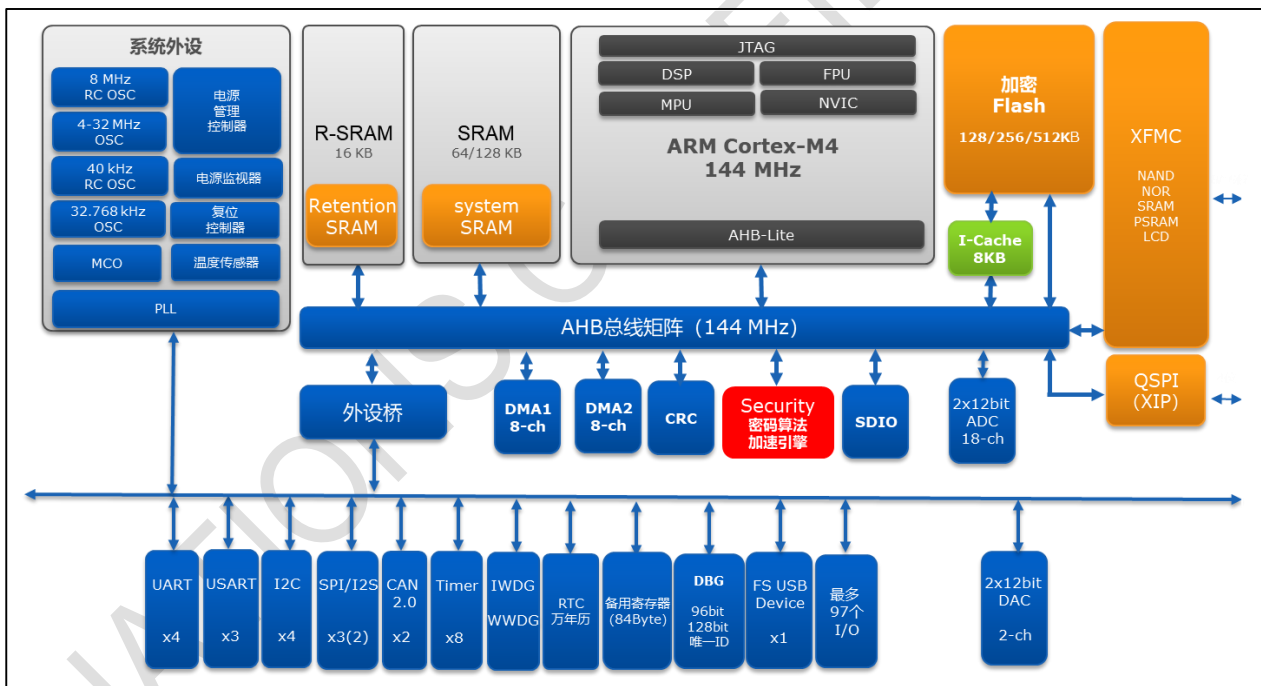 系统外设
8 MHz
RC OSC
4-32 MHz
OSC
40 kHz
RC OSC
32.768 kHz
OSC
MCO
电源
管理
控制器
电源监视器
复位
控制器
温度传感器
PLL
R-SRAM
16 KB
Retention
SRAM
SRAM
64/128 KB
system
SRAM
JTAG
DSP
FPU
MPU
NVIC
ARM Cortex-M4
144 MHz
AHB-Lite
加密
Flash
128/256/512KB
I-Cache
8KB
XFMC
NAND
NOR
SRAM
PSRAM
LCD
AHB总线矩阵（144 MHz）
外设桥
DMA1
8-ch
DMA2
8-ch
CRC
Security
密码算法
加速引擎
SDIO
2x12bit
ADC
18-ch
QSPI
(XIP)
UART
x4
USART
x3
I2C
x4
SPI/I2S
x3(2)
CAN
2.0
x2
Timer
x8
IWDG
WWDG
RTC
万年历
备用寄存器
(84Byte)
DBG
96bit
128bit
唯一ID
FS USB
Device
x1
最多
97个
I/O
2x12bit
DAC
2-ch